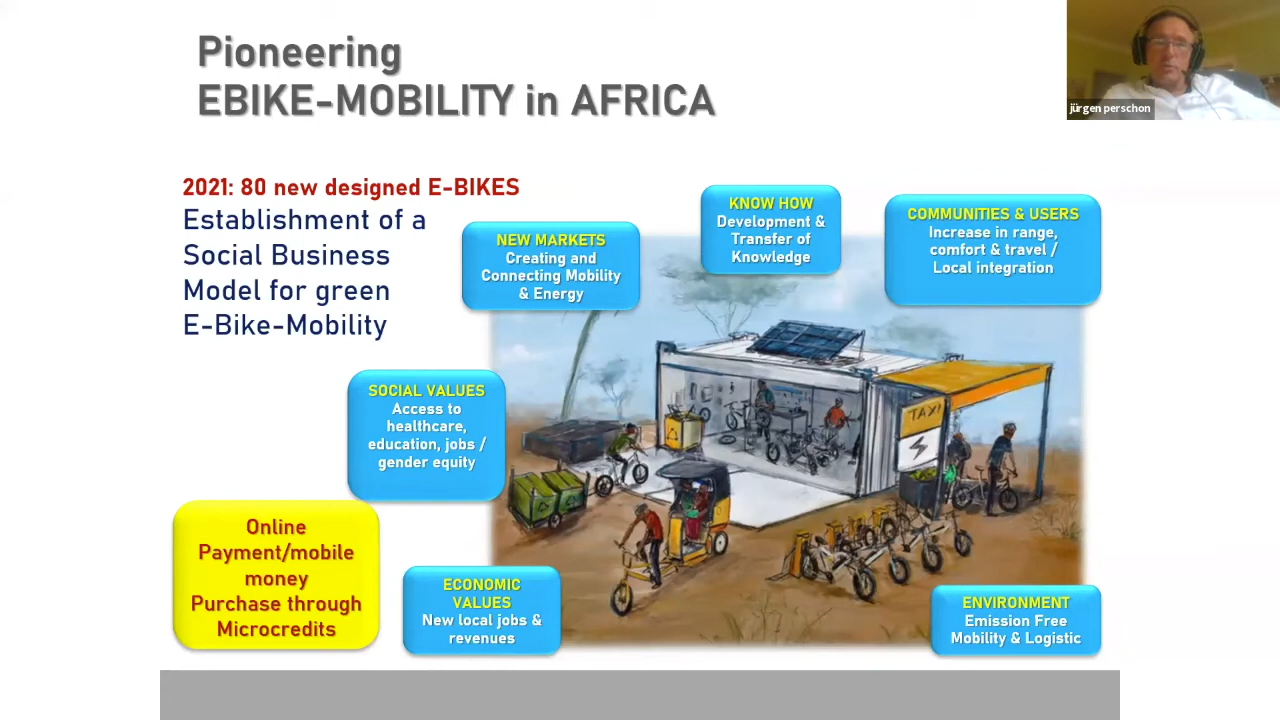 Pioneering
EBIKE-MOBILITY in AFRICA
jürgen perschon
2021: 80 new designed E-BIKES
Establishment of a
Social Business
Model for green
E-Bike-Mobility
NEW MARKETS
Creating and
Connecting Mobility
& Energy
KNOW HOW
Development &
Transfer of
Knowledge
COMMUNITIES & USERS
Increase in range,
comfort & travel /
Local integration
SOCIAL VALUES
Access to
healthcare,
education, jobs /
gender equity
TAXI
Online
Payment/mobile
money
Purchase through
Microcredits
ECONOMIC
VALUES
New local jobs &
revenues
ENVIRONMENT
Emission Free
Mobility & Logistic